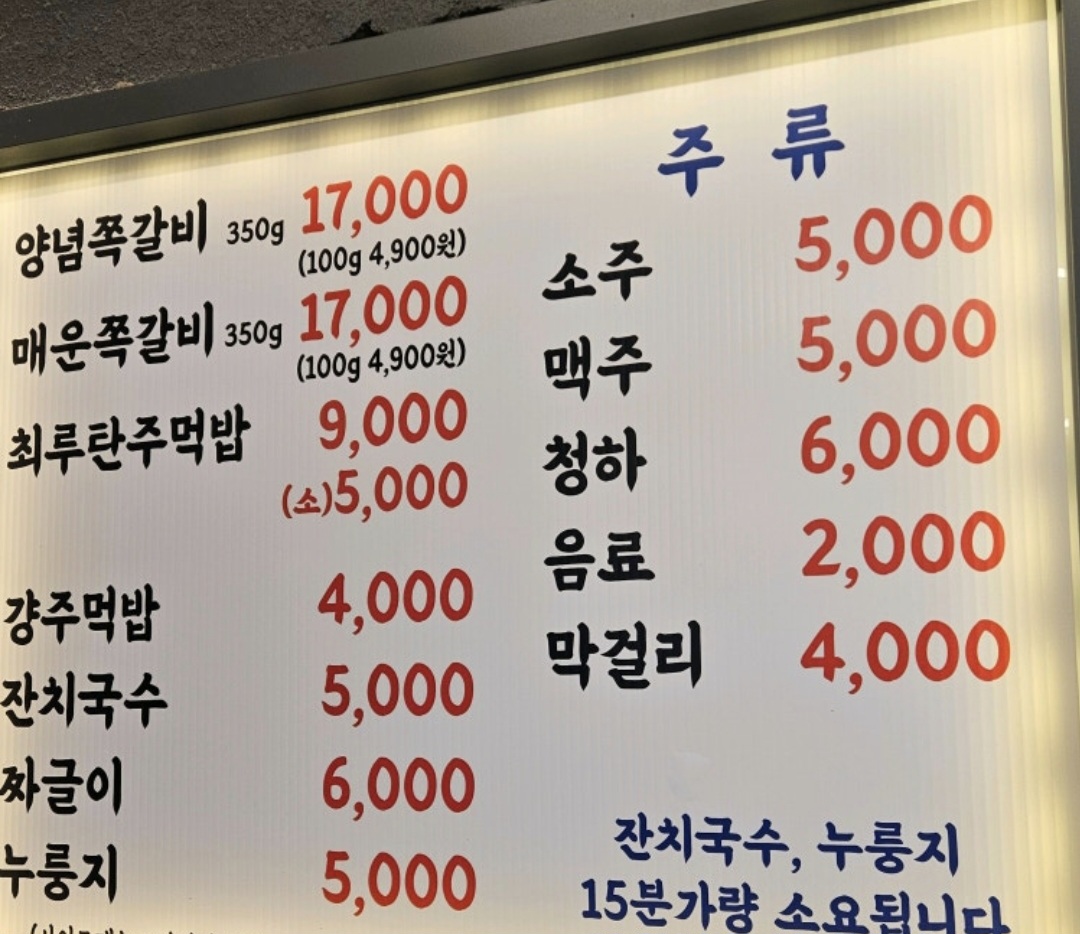 양념쪽갈비 350g 17,000
(100g 4,900원)
매운쪽갈비 350g 17,000
(100g 4,900원)
최루탄주먹밥 9,000
(소)5,000
걍주먹밥 4,000
잔치국수 5,000
짜글이 6,000
누룽지 5,000
주 류
소주 5,000
맥주 5,000
청하 6,000
음료 2,000
막걸리 4,000
잔치국수, 누룽지
15분가량 소요됩니다